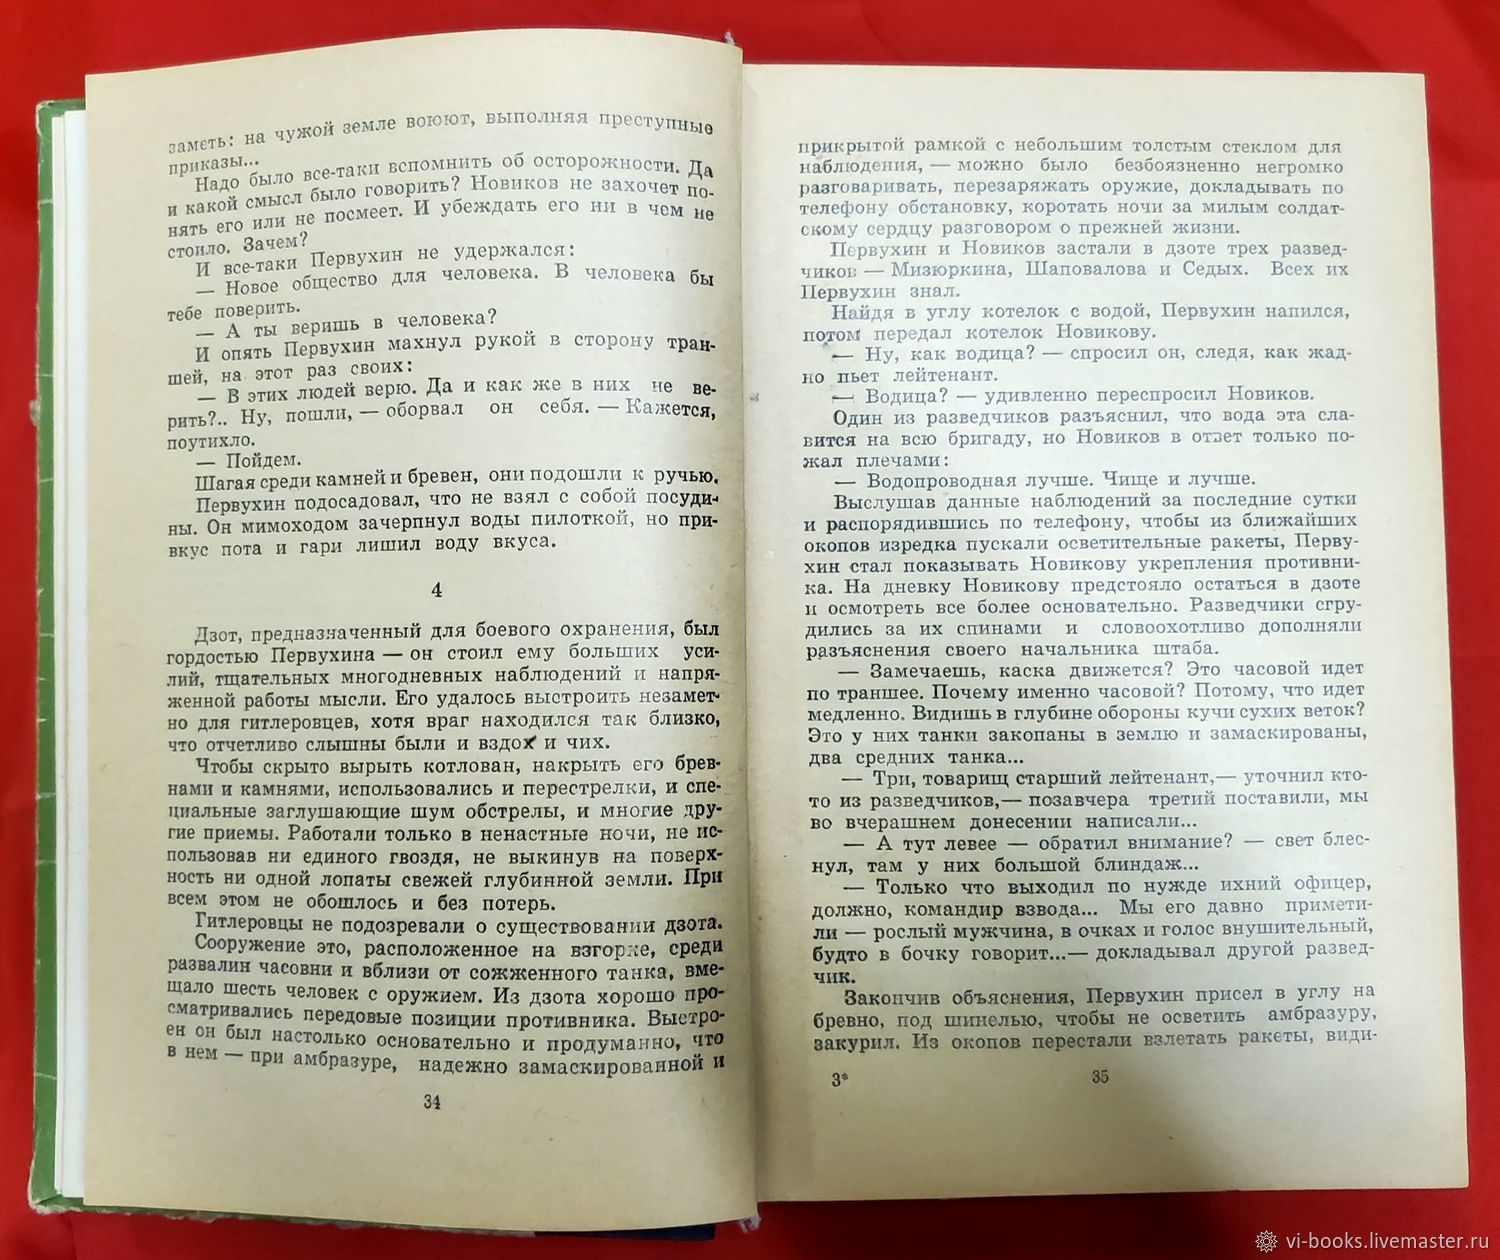 заметь: на чужой земле воюют, выполняя преступные
приказы...
Надо было все-таки вспомнить об осторожности. Да
и какой смысл было говорить? Новиков не захочет по-
нять его или не посмеет. И убеждать его ни в чем не
стоило. Зачем?
И все-таки Первухин не удержался:
— Новое общество для человека. В человека бы
тебе поверить.
— А ты веришь в человека?
И опять Первухин махнул рукой в сторону тран-
шей, на этот раз своих:
— В этих людей верю. Да и как же в них не ве-
рить?.. Ну, пошли, — оборвал он себя. — Кажется,
поутихло.
— Пойдем.
Шагая среди камней и бревен, они подошли к ручью.
Первухин подосадовал, что не взял с собой посуди-
ны. Он мимоходом зачерпнул воды пилоткой, но при-
вкус пота и гари лишил воду вкуса.
4
Дзот, предназначенный для боевого охранения, был
гордостью Первухина — он стоил ему больших уси-
лий, тщательных многодневных наблюдений и напря-
женной работы мысли. Его удалось выстроить незамет-
но для гитлеровцев, хотя враг находился так близко,
что отчетливо слышны были и вздох и чих.
Чтобы скрыто вырыть котлован, накрыть его брев-
нами и камнями, использовались и перестрелки, и спе-
циальные заглушающие шум обстрелы, и многие дру-
гие приемы. Работали только в ненастные ночи, не ис-
пользовав ни единого гвоздя, не выкинув на поверх-
ность ни одной лопаты свежей глубинной земли. При
всем этом не обошлось и без потерь.
Гитлеровцы не подозревали о существовании дзота.
Сооружение это, расположенное на взгорке, среди
развалин часовни и вблизи от сожженного танка, вме-
щало шесть человек с оружием. Из дзота хорошо про-
сматривались передовые позиции противника. Выстро-
ен он был настолько основательно и продуманно, что
в нем — при амбразуре, надежно замаскированной и
34
прикрытой рамкой с небольшим толстым стеклом для
наблюдения, — можно было безбоязненно негромко
разговаривать, перезаряжать оружие, докладывать по
телефону обстановку, коротать ночи за милым солдат-
скому сердцу разговором о прежней жизни.
Первухин и Новиков застали в дзоте трех развед-
чиков — Мизюркина, Шаповалова и Седых. Всех их
Первухин знал.
Найдя в углу котелок с водой, Первухин напился,
потом передал котелок Новикову.
— Ну, как водица? — спросил он, следя, как жад-
но пьет лейтенант.
— Водица? — удивленно переспросил Новиков.
Один из разведчиков разъяснил, что вода эта сла-
вится на всю бригаду, но Новиков в ответ только по-
жал плечами:
— Водопроводная лучше. Чище и лучше.
Выслушав данные наблюдений за последние сутки
и распорядившись по телефону, чтобы из ближайших
окопов изредка пускали осветительные ракеты, Перву-
хин стал показывать Новикову укрепления противни-
ка. На дневку Новикову предстояло остаться в дзоте
и осмотреть все более основательно. Разведчики сгру-
дились за их спинами и словоохотливо дополняли
разъяснения своего начальника штаба.
— Замечаешь, каска движется? Это часовой идет
по траншее. Почему именно часовой? Потому, что идет
медленно. Видишь в глубине обороны кучи сухих веток?
Это у них танки закопаны в землю и замаскированы,
два средних танка...
— Три, товарищ старший лейтенант,— уточнил кто-
то из разведчиков,— позавчера третий поставили, мы
во вчерашнем донесении написали...
— А тут левее — обратил внимание? — свет блес-
нул, там у них большой блиндаж...
— Только что выходил по нужде ихний офицер,
должно, командир взвода... Мы его давно примети-
ли — рослый мужчина, в очках и голос внушительный,
будто в бочку говорит...— докладывал другой развед-
чик.
Закончив объяснения, Первухин присел в углу на
бревно, под шинелью, чтобы не осветить амбразуру,
закурил. Из окопов перестали взлетать ракеты, види-
3*
35
vi-books.livemaster.ru